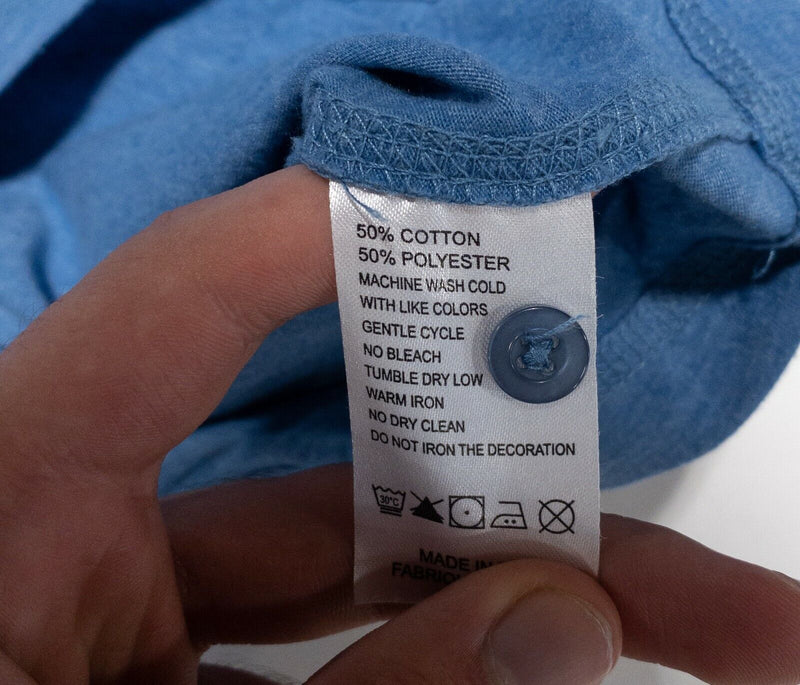 50% COTTON
50% POLYESTER
MACHINE WASH COLD
WITH LIKE COLORS
GENTLE CYCLE
NO BLEACH
TUMBLE DRY LOW
WARM IRON
NO DRY CLEAN
DO NOT IRON THE DECORATION
30°C
MADE IN